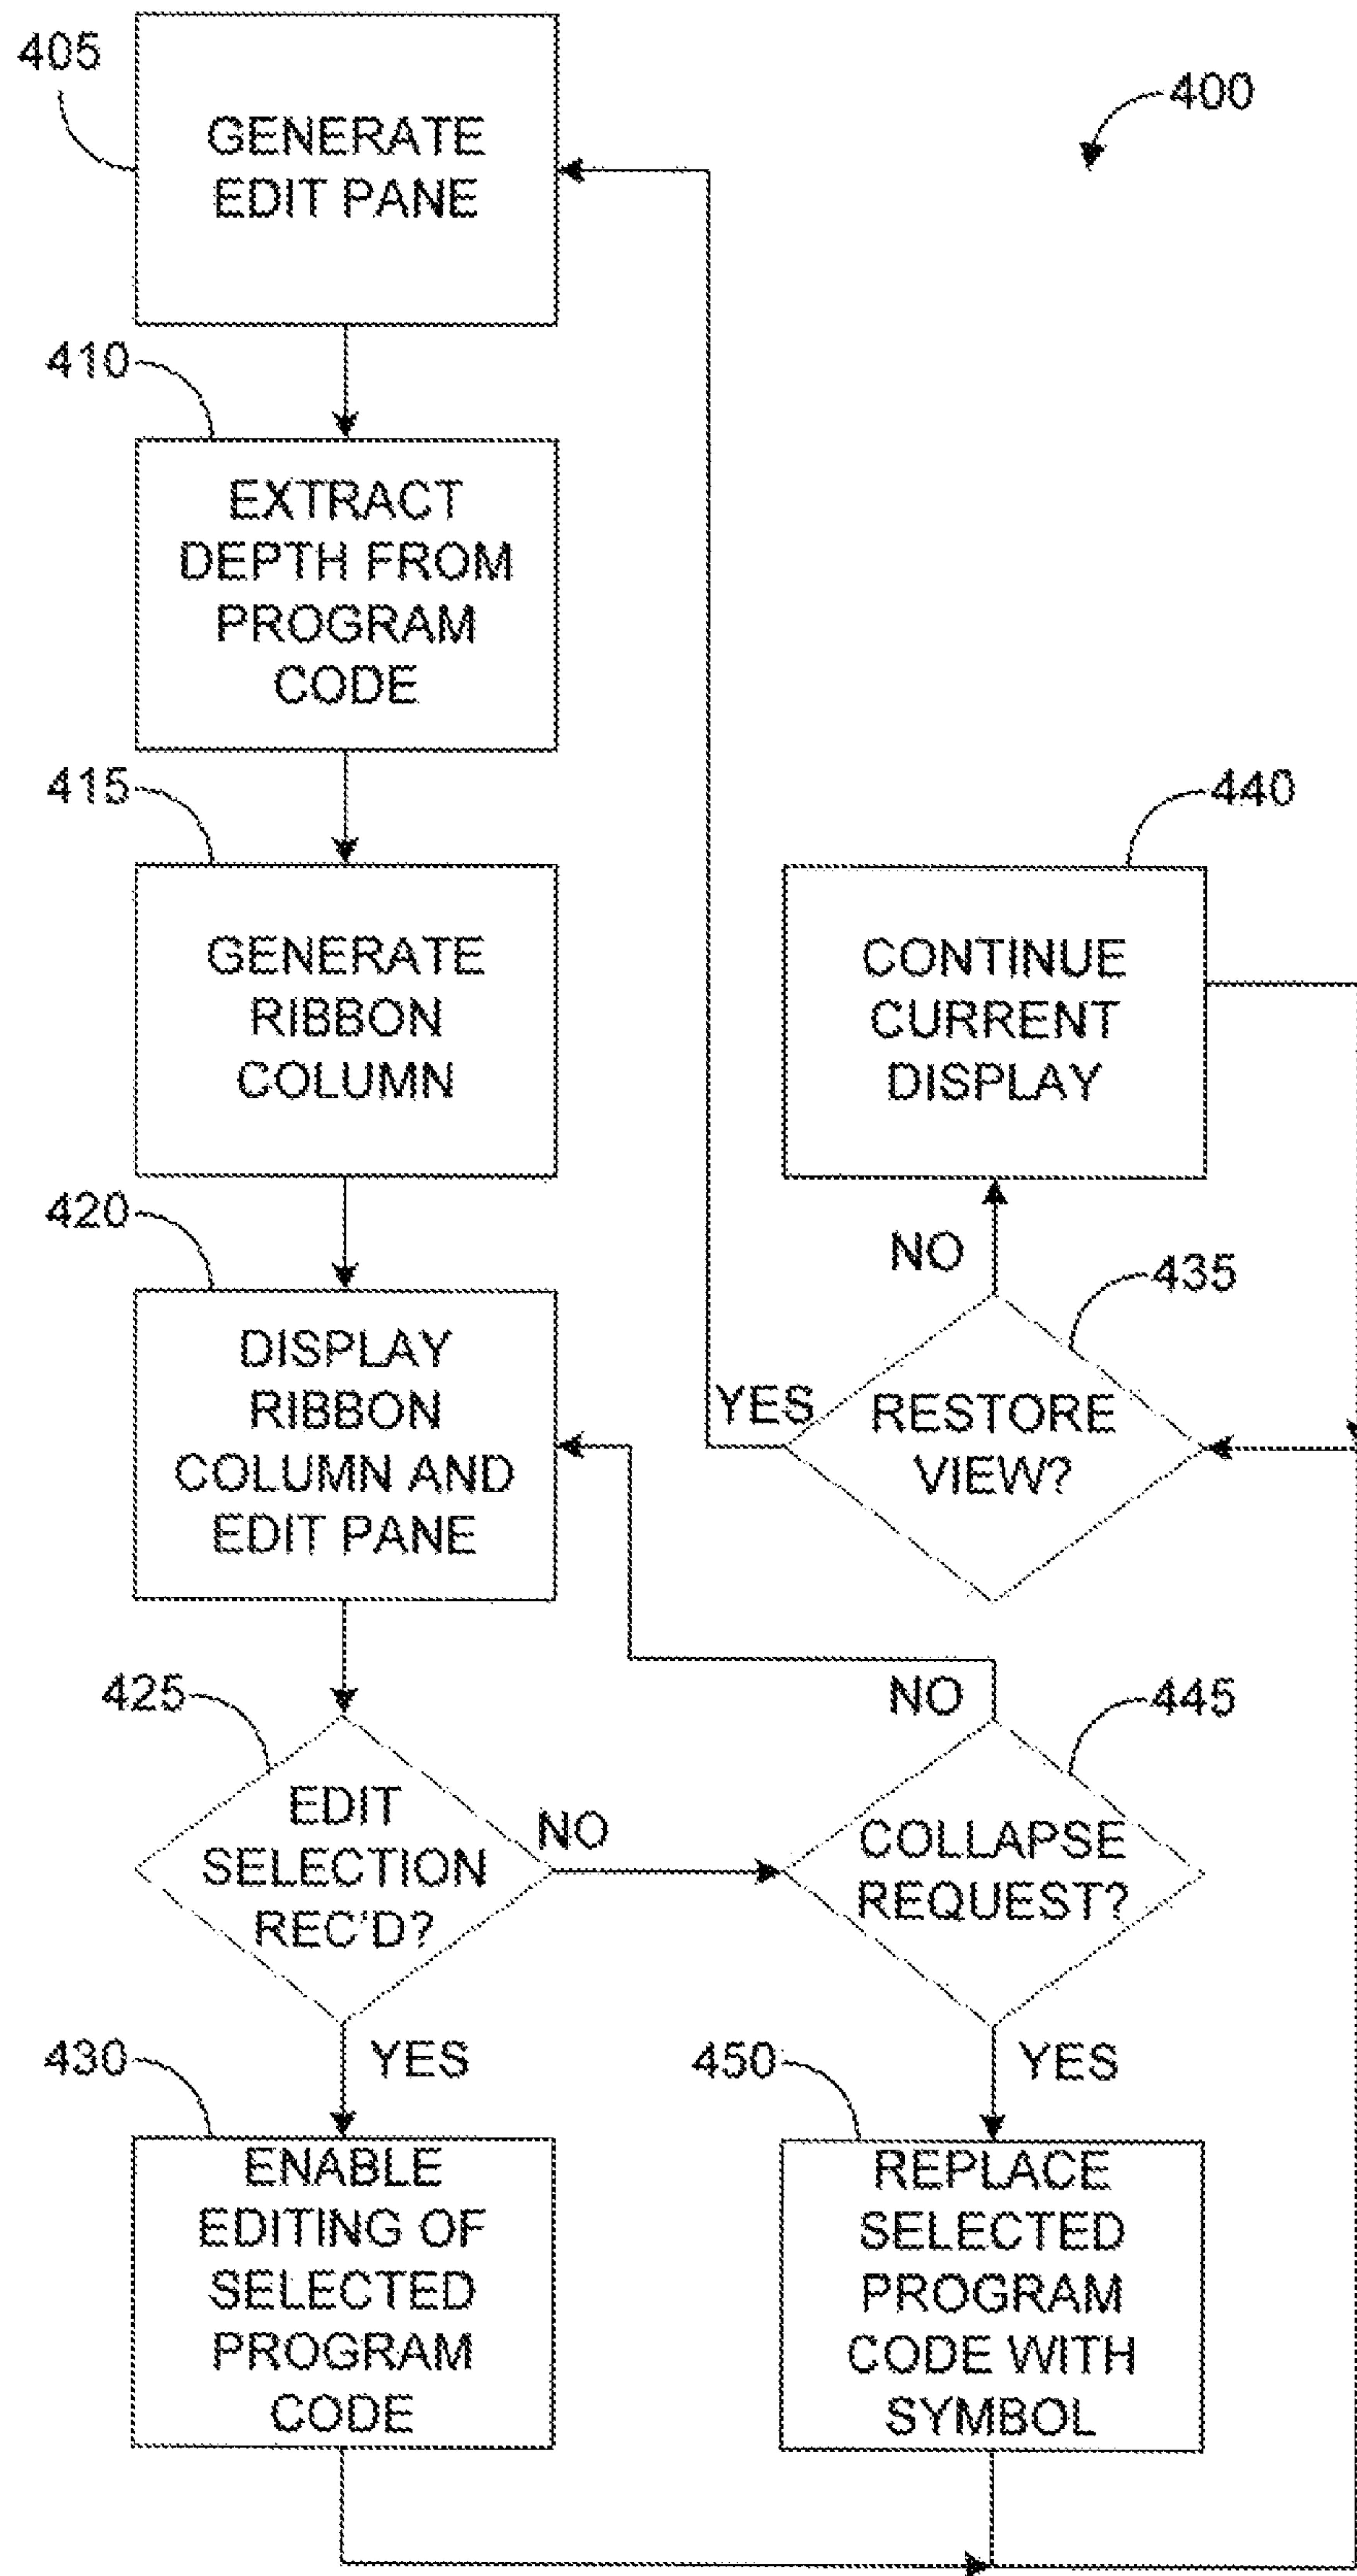 405
400
GENERATE
EDIT PANE
410
EXTRACT
DEPTH FROM
PROGRAM
CODE
415
GENERATE
RIBBON
COLUMN
440
CONTINUE
CURRENT
DISPLAY
420
DISPLAY
RIBBON
COLUMN AND
EDIT PANE
NO
435
YES
RESTORE
VIEW?
425
EDIT
SELECTION
REC'D?
NO
NO
445
COLLAPSE
REQUEST?
430
YES
ENABLE
EDITING OF
SELECTED
PROGRAM
CODE
450
YES
REPLACE
SELECTED
PROGRAM
CODE WITH
SYMBOL